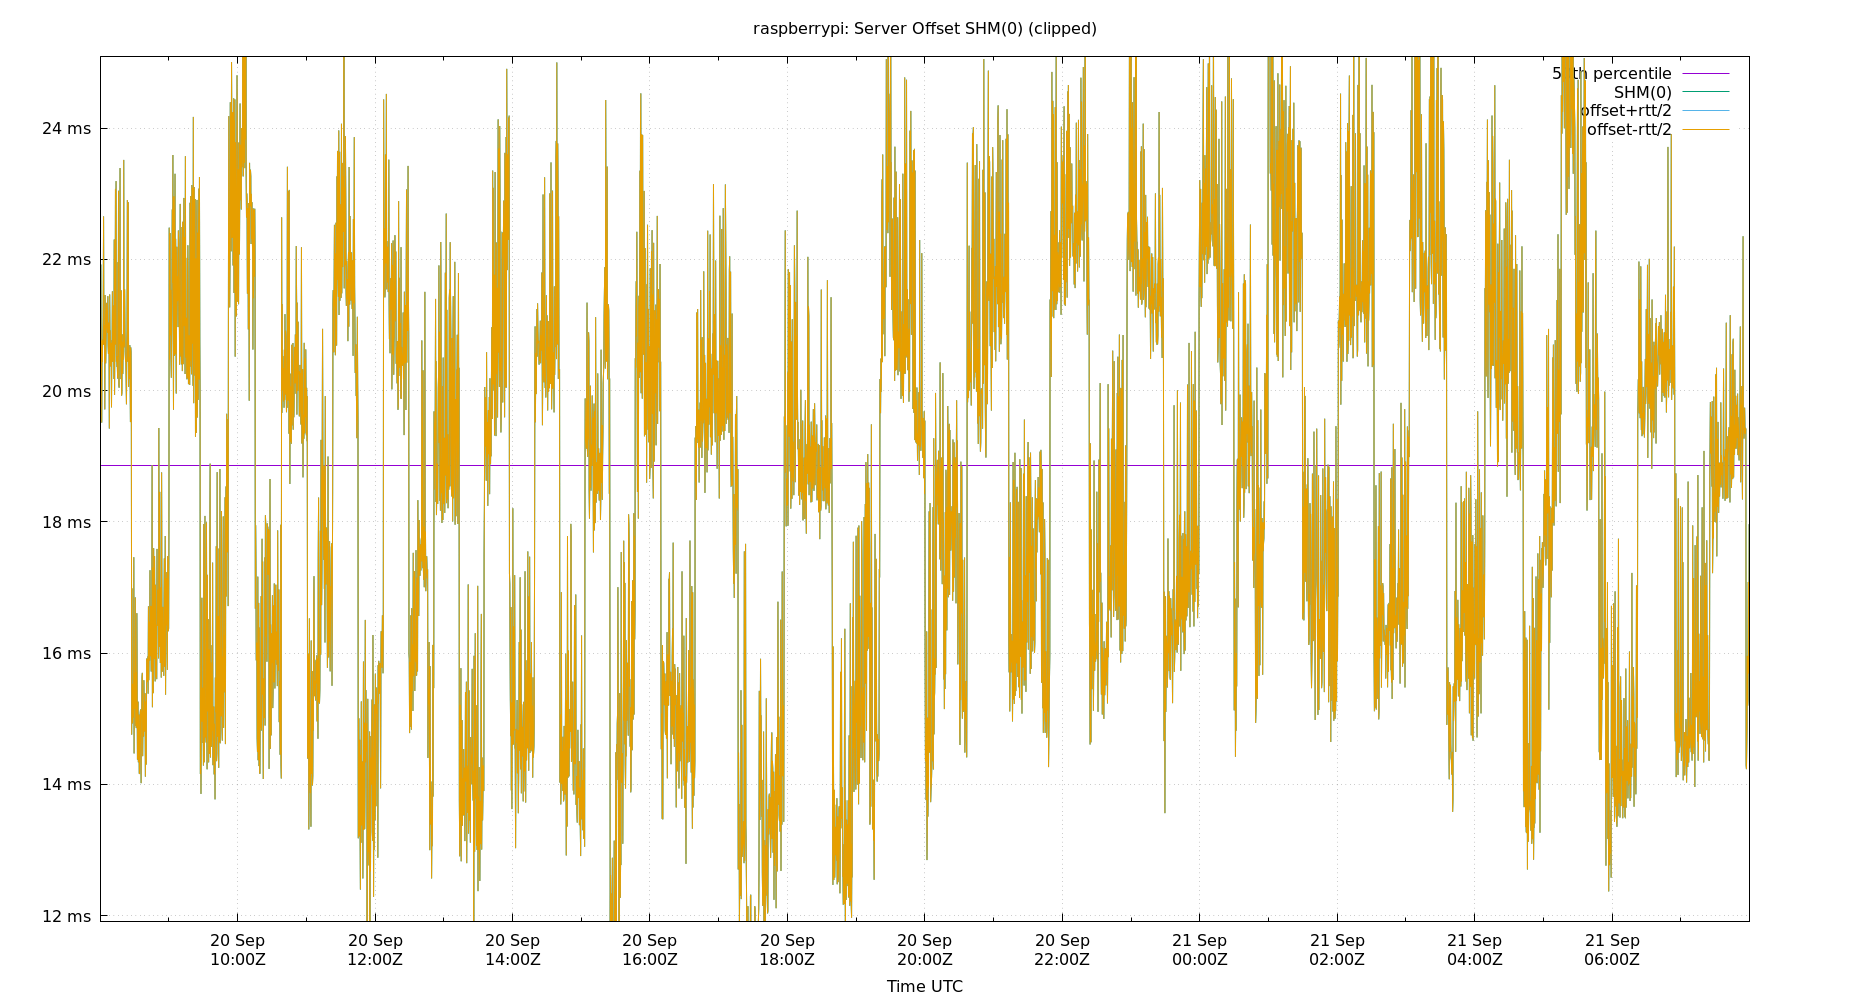 raspberrypi: Server Offset SHM(0) (clipped)
percentile
SHM(0)
offset+rtt/2
offset-rtt/2
24 ms
22 ms
20 ms
18 ms
16 ms
14 ms
12 ms
20 Sep 20 Sep 20 Sep 20 Sep 20 Sep 20 Sep 20 Sep 21 Sep 21 Sep 21 Sep 21 Sep
10:00Z 12:00Z 14:00Z 16:00Z 18:00Z 20:00Z 22:00Z 00:00Z 02:00Z 04:00Z 06:00Z
Time UTC